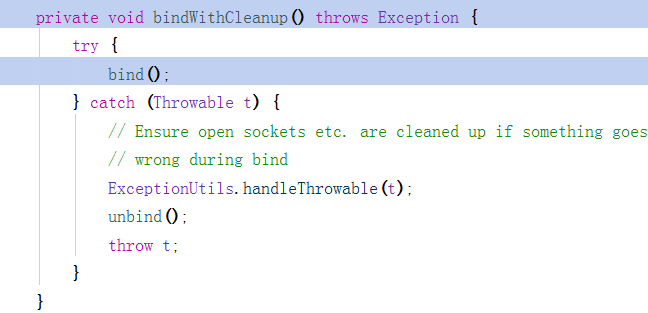 private void bindWithCleanup() throws Exception {
try {
bind();
} catch (Throwable t) {
// Ensure open sockets etc. are cleaned up if something goes
// wrong during bind
ExceptionUtils.handleThrowable(t);
unbind();
throw t;
}
}